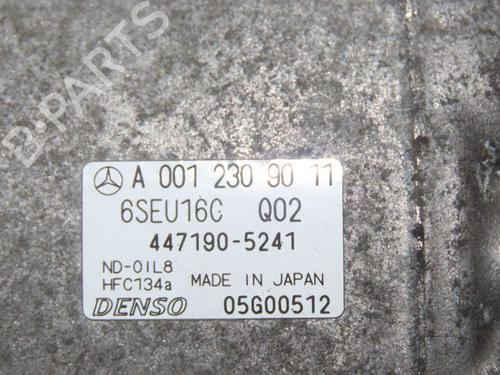 B-PARTS
A 001 230 90 11
6SEU16C Q02
447190-5241
ND-OIL8
HFC134a MADE IN JAPAN
DENSO 05G00512